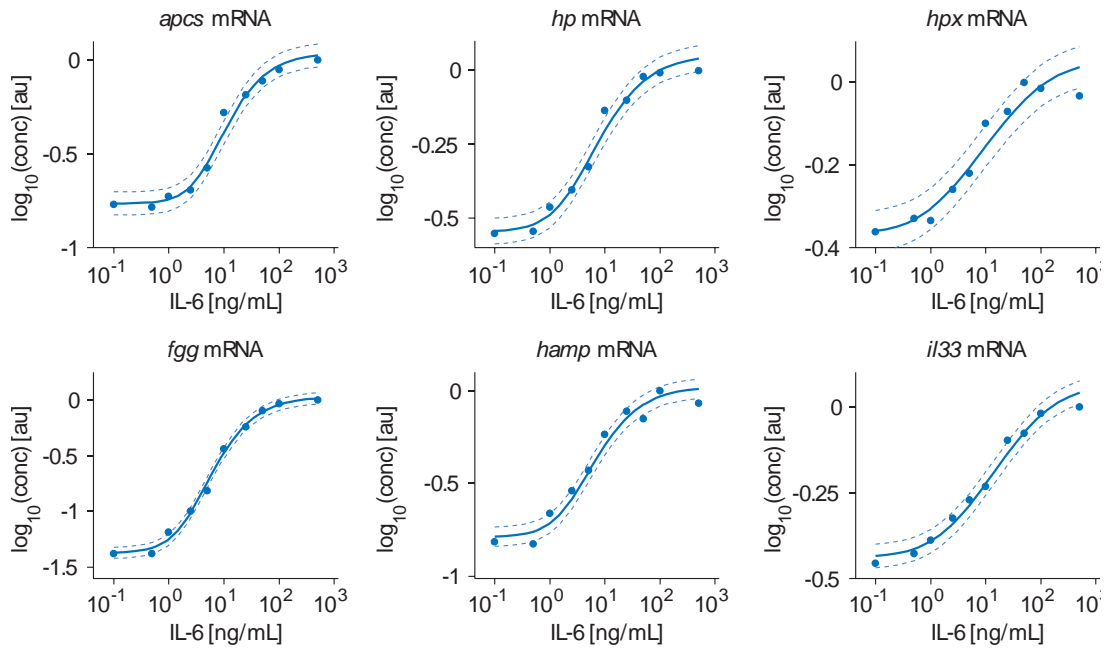 apcs mRNA
hp mRNA
hpx mRNA
log10(conc) [au]
0
-0.5
-1
10-1 100 101 102 103
IL-6 [ng/mL]
log10(conc) [au]
0
-0.25
-0.5
10-1 100 101 102 103
IL-6 [ng/mL]
log10(conc) [au]
0
-0.2
-0.4
10-1 100 101 102 103
IL-6 [ng/mL]
fgg mRNA
hamp mRNA
il33 mRNA
log10(conc) [au]
0
-0.5
-1
-1.5
10-1 100 101 102 103
IL-6 [ng/mL]
log10(conc) [au]
0
-0.5
-1
10-1 100 101 102 103
IL-6 [ng/mL]
log10(conc) [au]
0
-0.25
-0.5
10-1 100 101 102 103
IL-6 [ng/mL]